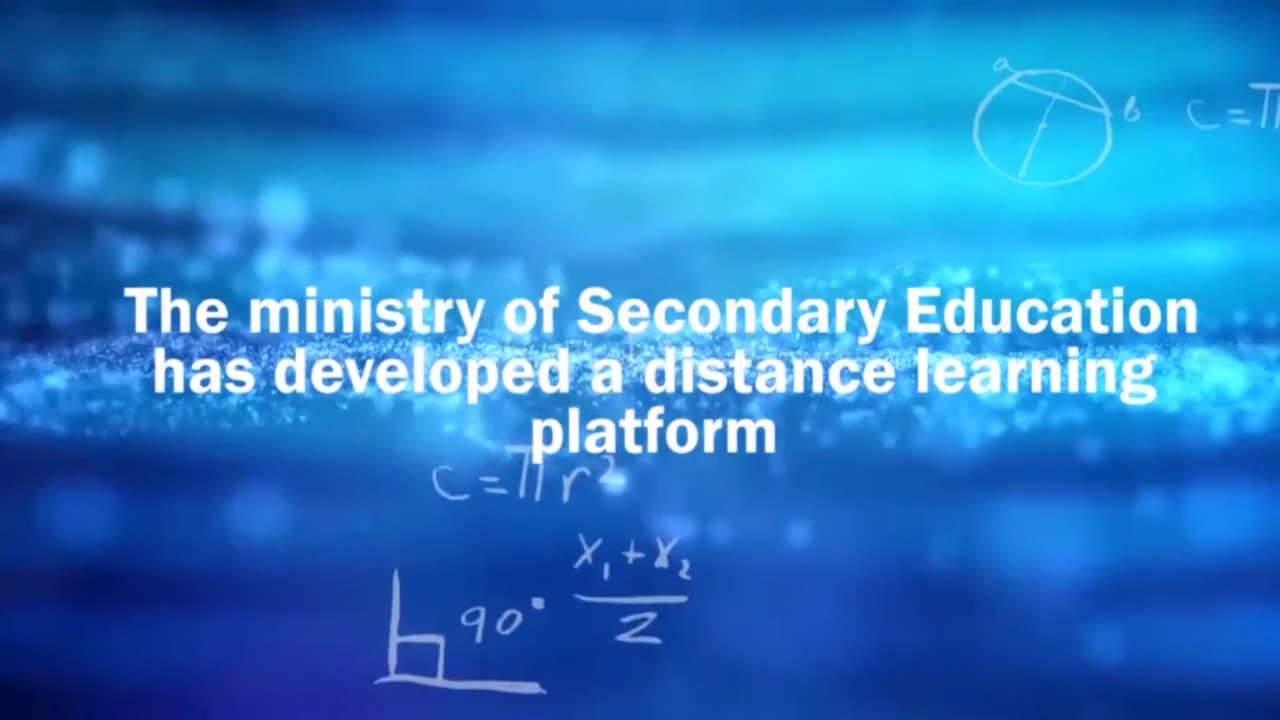 a
b C=π
The ministry of Secondary Education
has developed a distance learning
platform
C=πr²
X₁+X₂
90°
2